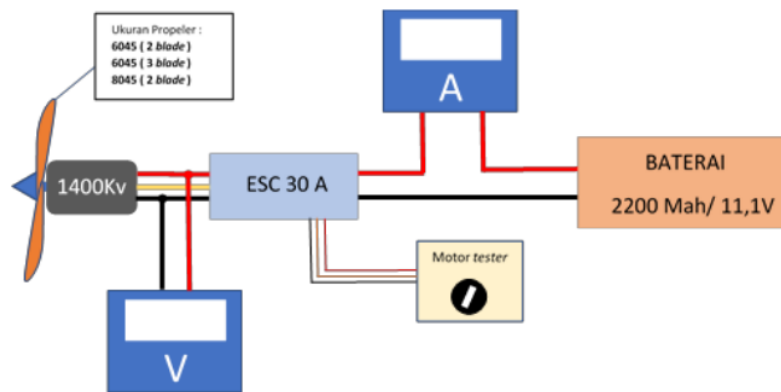 Ukuran Propeler :
6045 ( 2 blade )
6045 ( 3 blade )
8045 ( 2 blade )
A
1400Kv
ESC 30 A
BATERAI
2200 Mah/ 11,1V
Motor tester
V